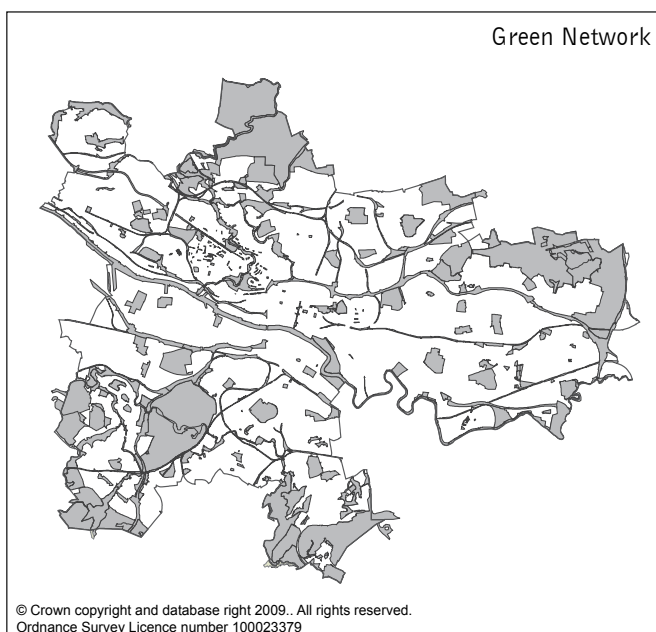 Green Network
© Crown copyright and database right 2009.. All rights reserved.
Ordnance Survey Licence number 100023379